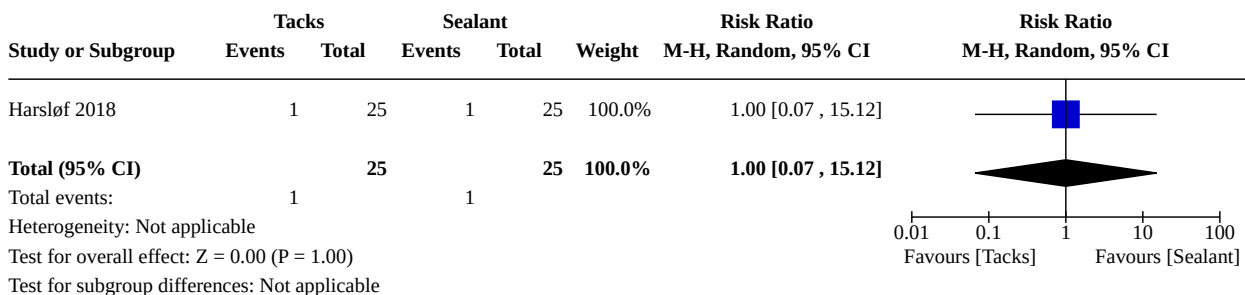 Tacks Sealant Risk Ratio Risk Ratio
Study or Subgroup Events Total Events Total Weight M-H, Random, 95% CI M-H, Random, 95% CI
Harsløf 2018 1 25 1 25 100.0% 1.00 [0.07 , 15.12]
Total (95% CI) 25 25 100.0% 1.00 [0.07 , 15.12]
Total events: 1 1
Heterogeneity: Not applicable
0.01 0.1 1 10 100
Test for overall effect: Z = 0.00 (P = 1.00) Favours [Tacks] Favours [Sealant]
Test for subgroup differences: Not applicable